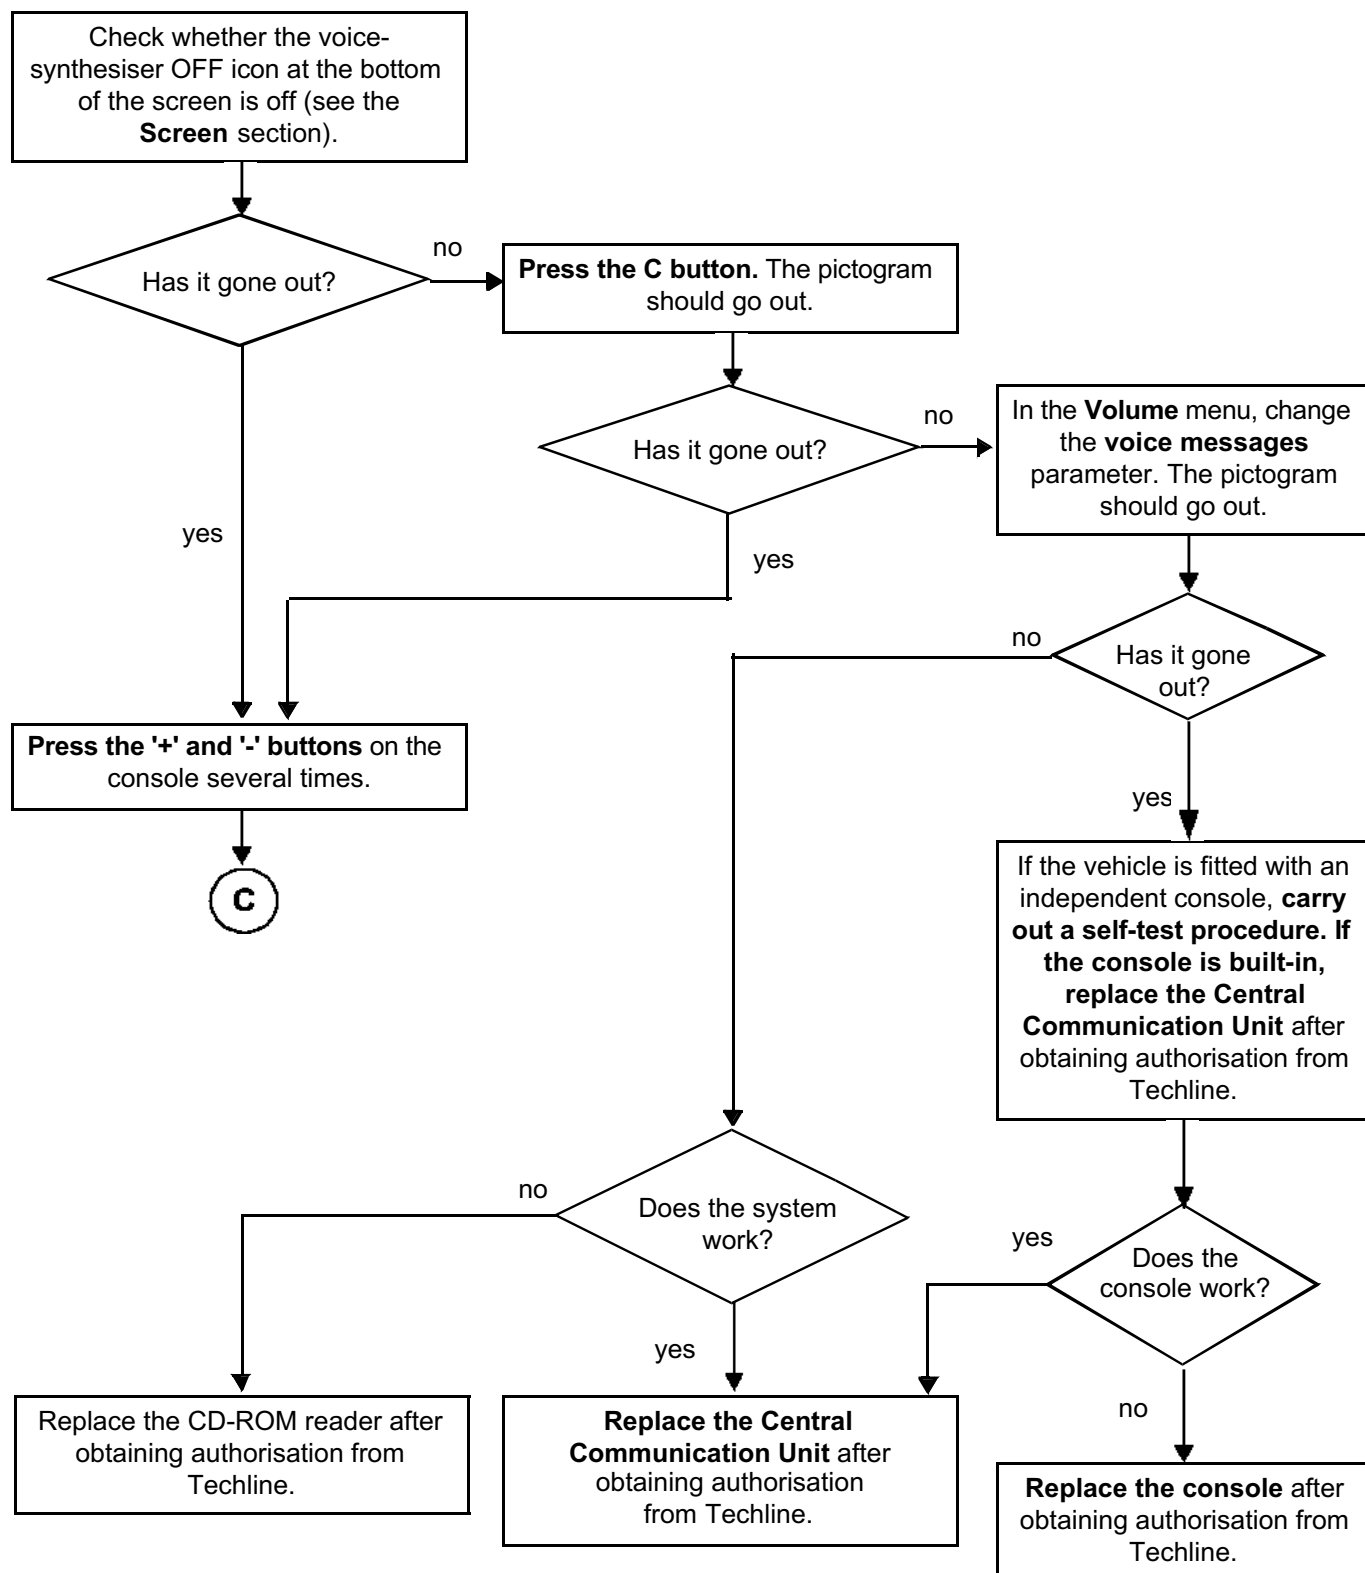 Check whether the voice-
synthesiser OFF icon at the bottom
of the screen is off (see the
Screen section).
Has it gone out?
no
Press the C button. The pictogram
should go out.
yes
Has it gone out?
no
In the Volume menu, change
the voice messages
parameter. The pictogram
should go out.
yes
Has it gone
out?
no
yes
Press the '+' and '-' buttons on the
console several times.
C
If the vehicle is fitted with an
independent console, carry
out a self-test procedure. If
the console is built-in,
replace the Central
Communication Unit after
obtaining authorisation from
Techline.
Does the system
work?
no
yes
Does the
console work?
yes
no
Replace the CD-ROM reader after
obtaining authorisation from
Techline.
Replace the Central
Communication Unit after
obtaining authorisation
from Techline.
Replace the console after
obtaining authorisation from
Techline.